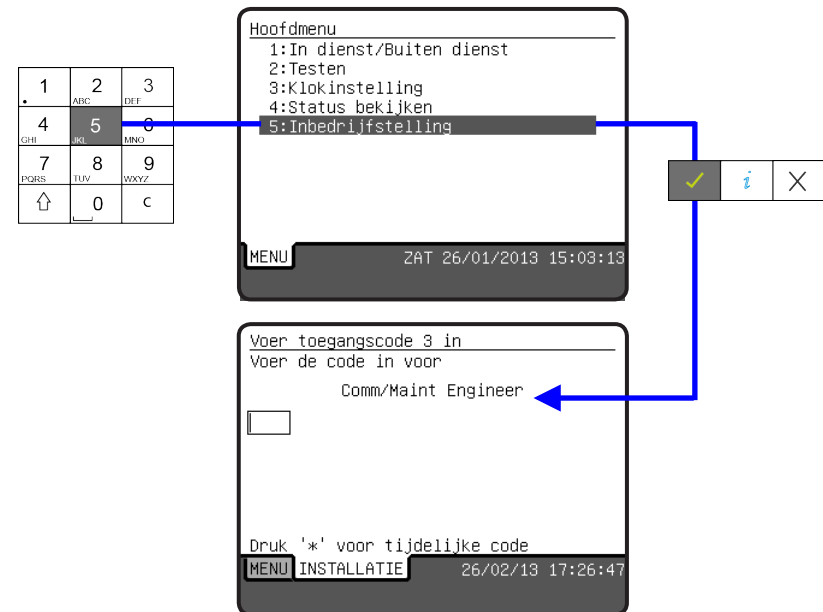 Hoofdmenu
1:In dienst/Buiten dienst
2:Testen
3:Klokinstelling
4:Status bekijken
5:Inbedrijfstelling
MENU ZAT 26/01/2013 15:03:13
1 2 3
ABC DEF
4 5 6
GHI JKL MNO
7 8 9
PQRS TUV WXYZ
0 C
i
Voer toegangscode 3 in
Voer de code in voor
Comm/Maint Engineer
Druk '*' voor tijdelijke code
MENU INSTALLATIE 26/02/13 17:26:47